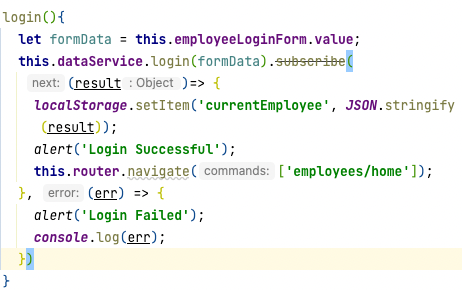 login(){
let formData = this.employeeLoginForm.value;
this.dataService.login(formData).subscribe(
next: (result : Object )=> {
localStorage.setItem('currentEmployee', JSON.stringify
(result));
alert('Login Successful');
this.router.navigate( commands: ['employees/home']);
}, error: (err) => {
alert('Login Failed');
console.log(err);
})
}